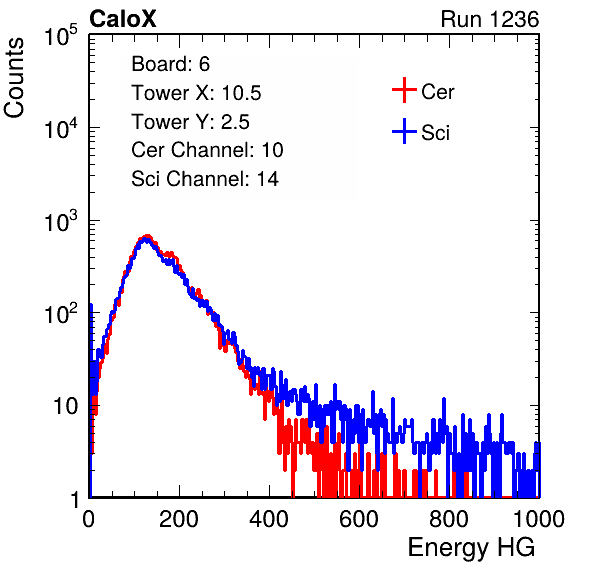 CaloX Run 1236
Counts
Board: 6
Tower X: 10.5
Tower Y: 2.5
Cer Channel: 10
Sci Channel: 14
Cer
Sci
10^5
10^4
10^3
10^2
10
1
0 200 400 600 800 1000
Energy HG